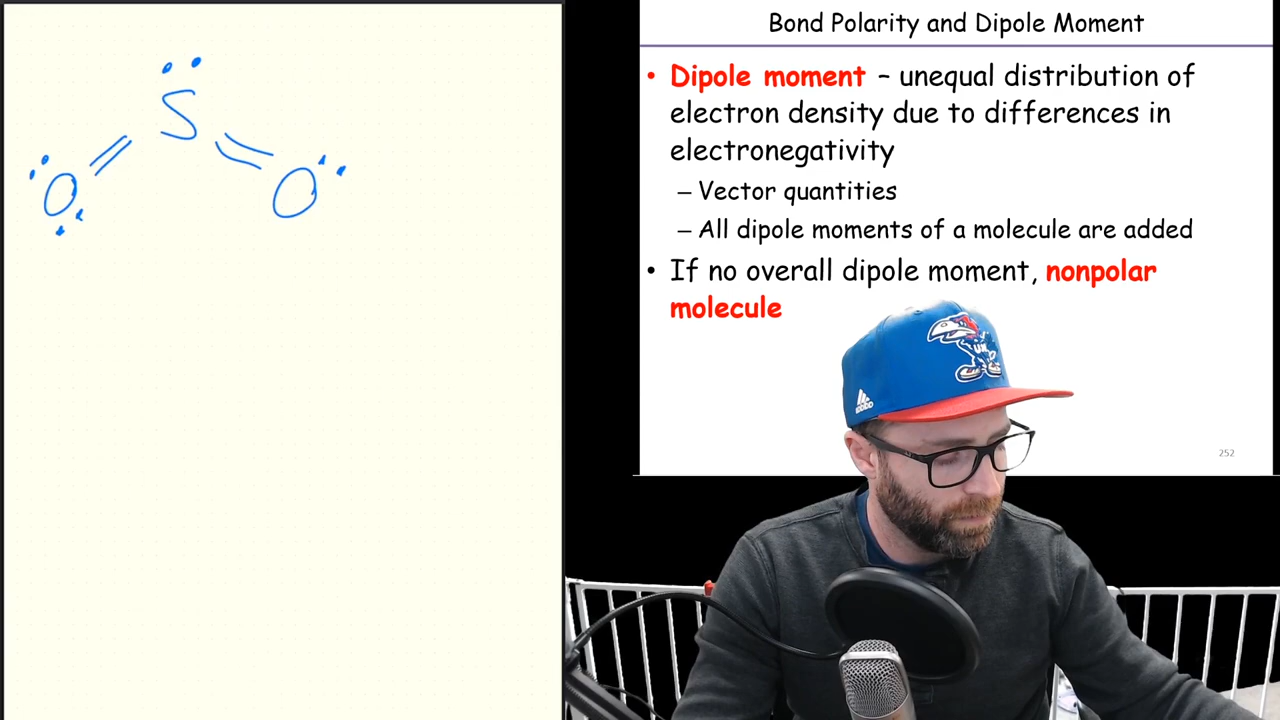 S
O
O
Bond Polarity and Dipole Moment
• Dipole moment – unequal distribution of
electron density due to differences in
electronegativity
– Vector quantities
– All dipole moments of a molecule are added
• If no overall dipole moment, nonpolar
molecule
252